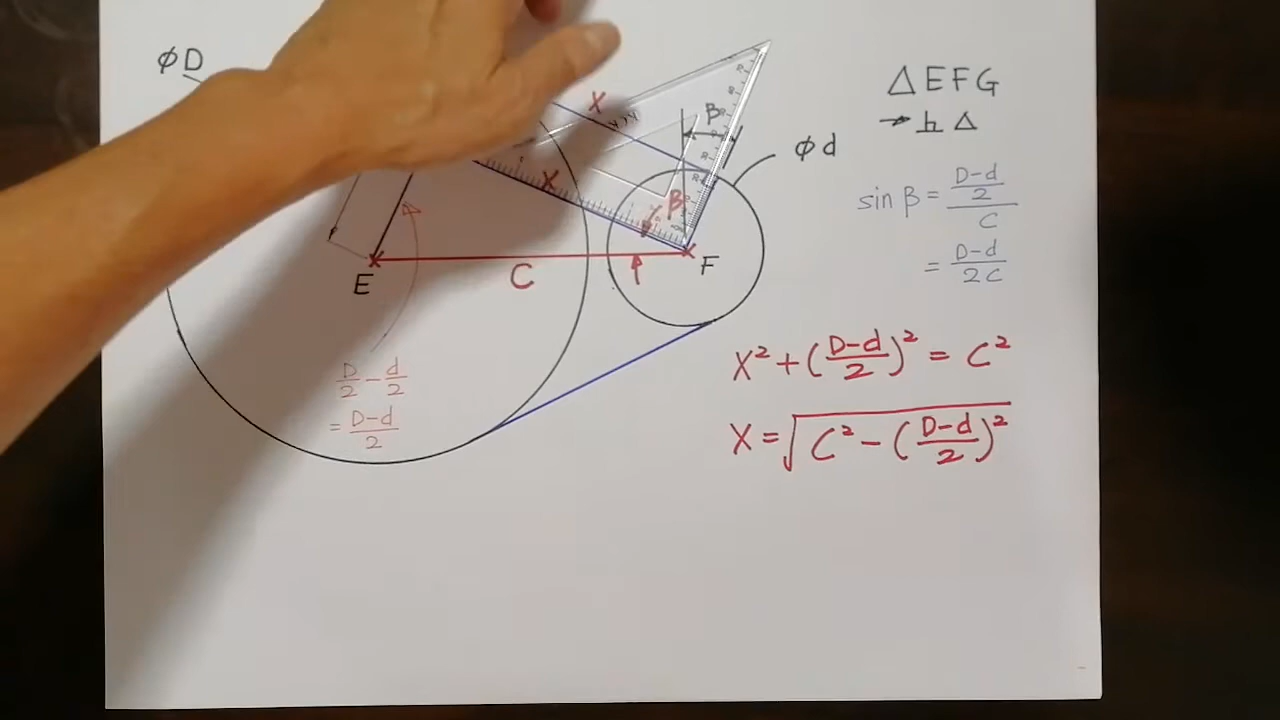 ΦD
X
β
Φd
X
β
E
C
F
D/2 - d/2
= D-d/2
△EFG
→ ⊥ △
sin β = (D-d/2)/C
= D-d/2C
X² + (D-d/2)² = C²
X = √C² - (D-d/2)²